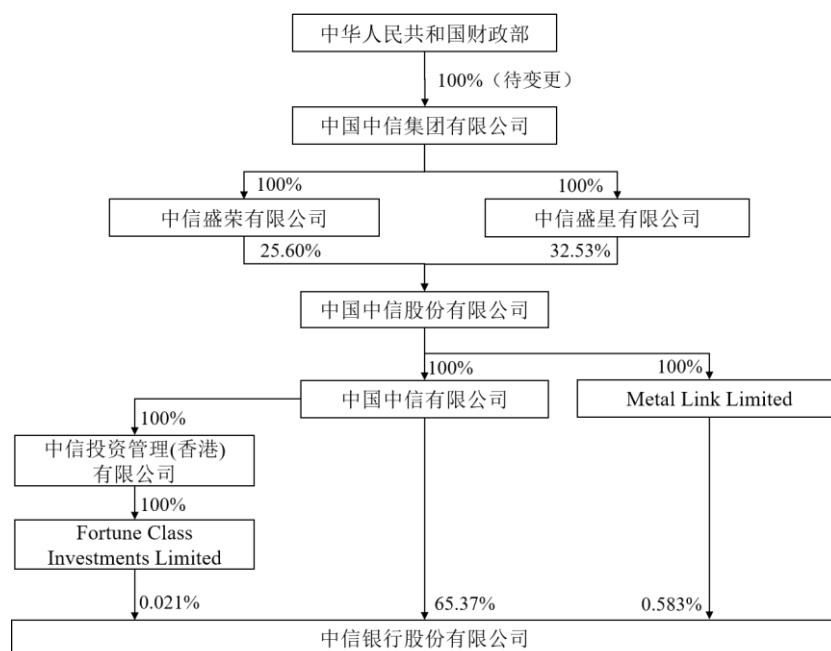 中华人民共和国财政部
100%（待变更）
中国中信集团有限公司
100%
100%
中信盛荣有限公司
中信盛星有限公司
25.60%
32.53%
中国中信股份有限公司
100%
100%
中国中信有限公司
Metal Link Limited
100%
中信投资管理(香港)
有限公司
100%
Fortune Class
Investments Limited
0.021%
65.37%
0.583%
中信银行股份有限公司